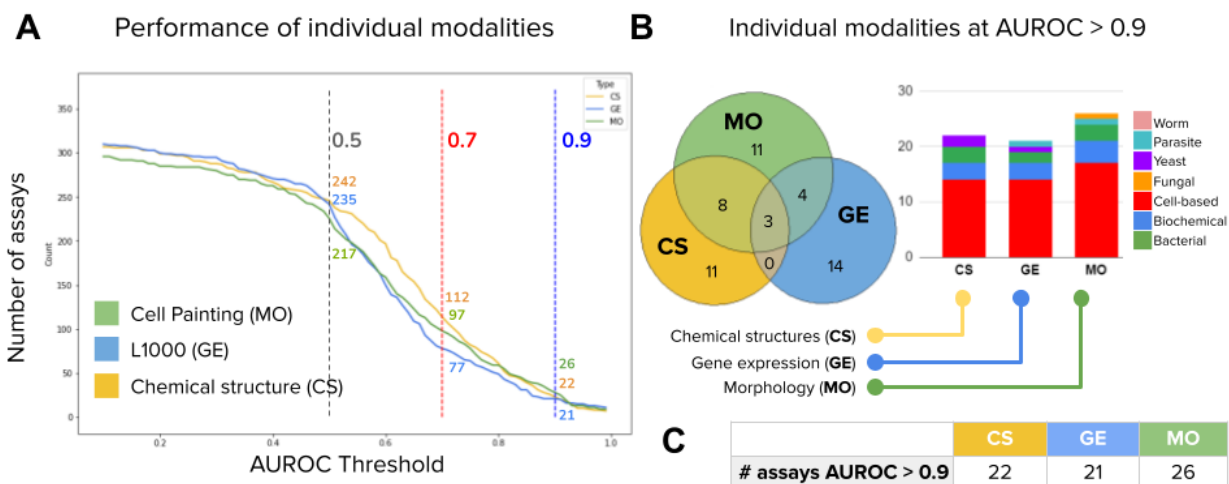 A Performance of individual modalities
Number of assays
Count
350
300
250
200
150
100
50
0
0.2 0.4 0.6 0.8 1.0
AUROC Threshold
Type
CS
GE
MO
0.5 0.7 0.9
242
235
217
112
97
77
26
22
21
Cell Painting (MO)
L1000 (GE)
Chemical structure (CS)
B Individual modalities at AUROC > 0.9
MO
11
8
4
3
GE
CS
11
0
14
30
20
10
0
CS GE MO
Worm
Parasite
Yeast
Fungal
Cell-based
Biochemical
Bacterial
Chemical structures (CS)
Gene expression (GE)
Morphology (MO)
C
CS GE MO
# assays AUROC > 0.9 22 21 26